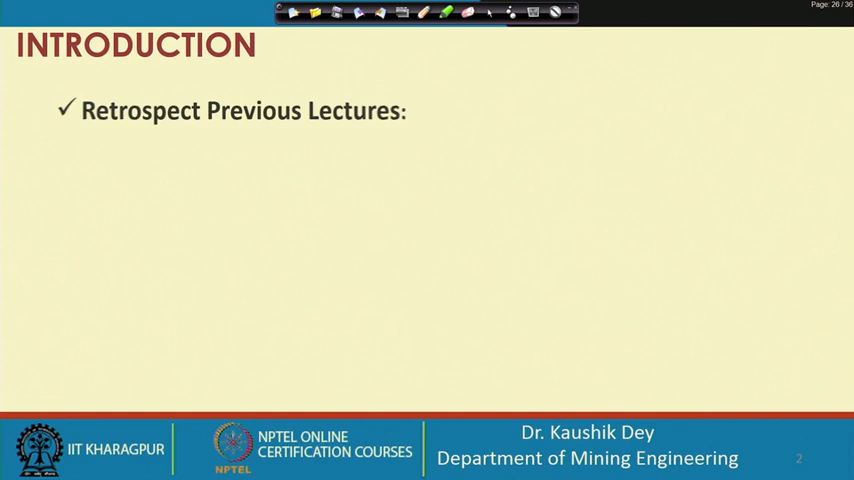 Page: 26 / 36
INTRODUCTION
✓ Retrospect Previous Lectures:
IIT KHARAGPUR
NPTEL
NPTEL ONLINE
CERTIFICATION COURSES
Dr. Kaushik Dey
Department of Mining Engineering
2